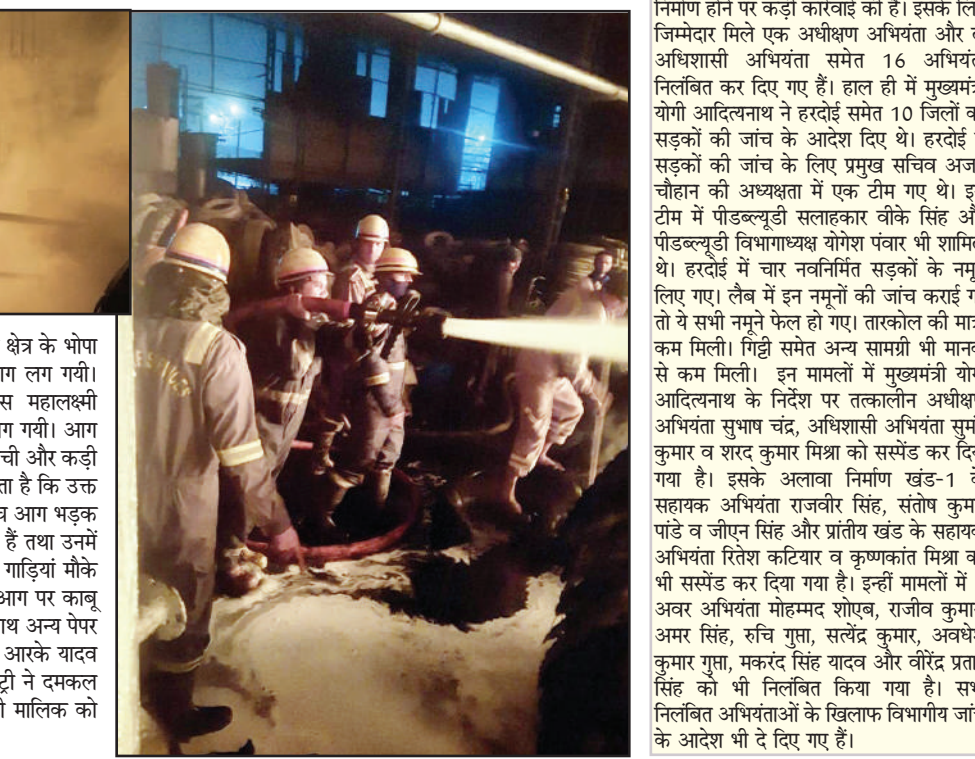 क्षेत्र के भोपा
ाग लग गयी।
स महालक्ष्मी
ाग गयी। आग
ची और कड़ी
ता है कि उक्त
व आग भड़क
हैं तथा उनमें
गाड़ियां मौके
आग पर काबू
ाथ अन्य पेपर
आरके यादव
ट्री ने दमकल
ी मालिक को
निर्माण होने पर कड़ी कार्रवाई की है। इसके लि
जिम्मेदार मिले एक अधीक्षण अभियंता और
अधिशासी अभियंता समेत 16 अभियंत
निलंबित कर दिए गए हैं। हाल ही में मुख्यमंत्र
योगी आदित्यनाथ ने हरदोई समेत 10 जिलों क
सड़कों की जांच के आदेश दिए थे। हरदोई
सड़कों की जांच के लिए प्रमुख सचिव अज
चौहान की अध्यक्षता में एक टीम गए थे। इ
टीम में पीडब्ल्यूडी सलाहकार वीके सिंह औ
पीडब्ल्यूडी विभागाध्यक्ष योगेश पंवार भी शामि
थे। हरदोई में चार नवनिर्मित सड़कों के नमू
लिए गए। लैब में इन नमूनों की जांच कराई ग
तो ये सभी नमूने फेल हो गए। तारकोल की मात्र
कम मिली। गिट्टी समेत अन्य सामग्री भी मानक
से कम मिली। इन मामलों में मुख्यमंत्री योग
आदित्यनाथ के निर्देश पर तत्कालीन अधीक्षण
अभियंता सुभाष चंद्र, अधिशासी अभियंता सुम
कुमार व शरद कुमार मिश्रा को सस्पेंड कर दिय
गया है। इसके अलावा निर्माण खंड-1 के
सहायक अभियंता राजवीर सिंह, संतोष कुमा
पांडे व जीएन सिंह और प्रांतीय खंड के सहायक
अभियंता रितेश कटियार व कृष्णकांत मिश्रा क
भी सस्पेंड कर दिया गया है। इन्हीं मामलों में
अवर अभियंता मोहम्मद शोएब, राजीव कुमार
अमर सिंह, रुचि गुप्ता, सत्येंद्र कुमार, अवधेश
कुमार गुप्ता, मकरंद सिंह यादव और वीरेंद्र प्रता
सिंह को भी निलंबित किया गया है। सभ
निलंबित अभियंताओं के खिलाफ विभागीय जांच
के आदेश भी दे दिए गए हैं।